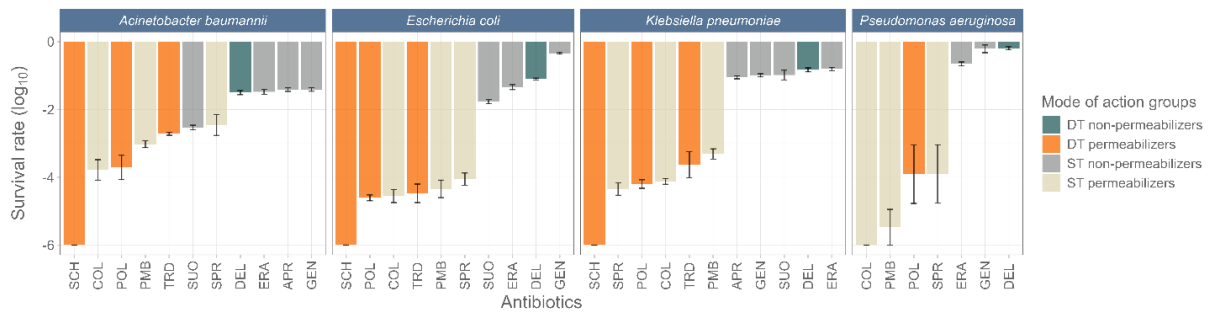 Acinetobacter baumannii
Escherichia coli
Klebsiella pneumoniae
Pseudomonas aeruginosa
Survival rate (log10)
0
-2
-4
-6
SCH COL POL PMB TRD SUO SPR DEL ERA APR GEN
SCH POL COL TRD PMB SPR SUO ERA DEL GEN
SCH SPR POL COL TRD PMB APR GEN SUO DEL ERA
COL PMB POL SPR ERA GEN DEL
Antibiotics
Mode of action groups
DT non-permeabilizers
DT permeabilizers
ST non-permeabilizers
ST permeabilizers